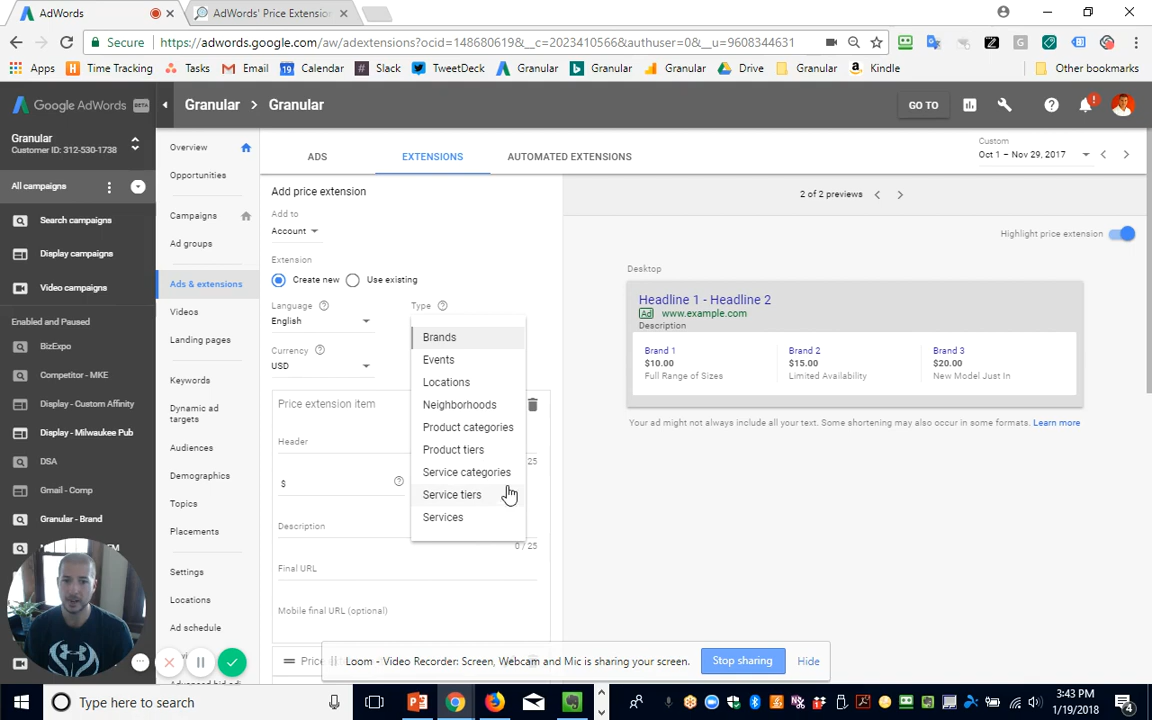 AdWords
AdWords' Price Extension
Secure
https://adwords.google.com/aw/adextensions?ocid=148680619&__c=2023410566&authuser=0&__u=9608344631
Apps
Time Tracking
Tasks
Email
Calendar
Slack
TweetDeck
Granular
Granular
Granular
Drive
Granular
Kindle
Other bookmarks
Google AdWords BETA
Granular > Granular
GO TO
Granular
Customer ID: 312-530-1738
All campaigns
Search campaigns
Display campaigns
Video campaigns
Enabled and Paused
BizExpo
Competitor - MKE
Display - Custom Affinity
Display - Milwaukee Pub
DSA
Gmail - Comp
Granular - Brand
Overview
Opportunities
Campaigns
Ad groups
Ads & extensions
Videos
Landing pages
Keywords
Dynamic ad
targets
Audiences
Demographics
Topics
Placements
Settings
Locations
Ad schedule
ADS
EXTENSIONS
AUTOMATED EXTENSIONS
Custom
Oct 1 – Nov 29, 2017
Add price extension
Add to
Account
Extension
Create new
Use existing
Language
English
Type
Currency
USD
Brands
Events
Locations
Neighborhoods
Product categories
Product tiers
Service categories
Service tiers
Services
Price extension item
Header
25
$
Description
0 / 25
Final URL
Mobile final URL (optional)
2 of 2 previews
Highlight price extension
Desktop
Headline 1 - Headline 2
Ad www.example.com
Description
Brand 1
$10.00
Full Range of Sizes
Brand 2
$15.00
Limited Availability
Brand 3
$20.00
New Model Just In
Your ad might not always include all your text. Some shortening may also occur in some formats. Learn more
Loom - Video Recorder: Screen, Webcam and Mic is sharing your screen.
Stop sharing
Hide
Type here to search
3:43 PM
1/19/2018
4